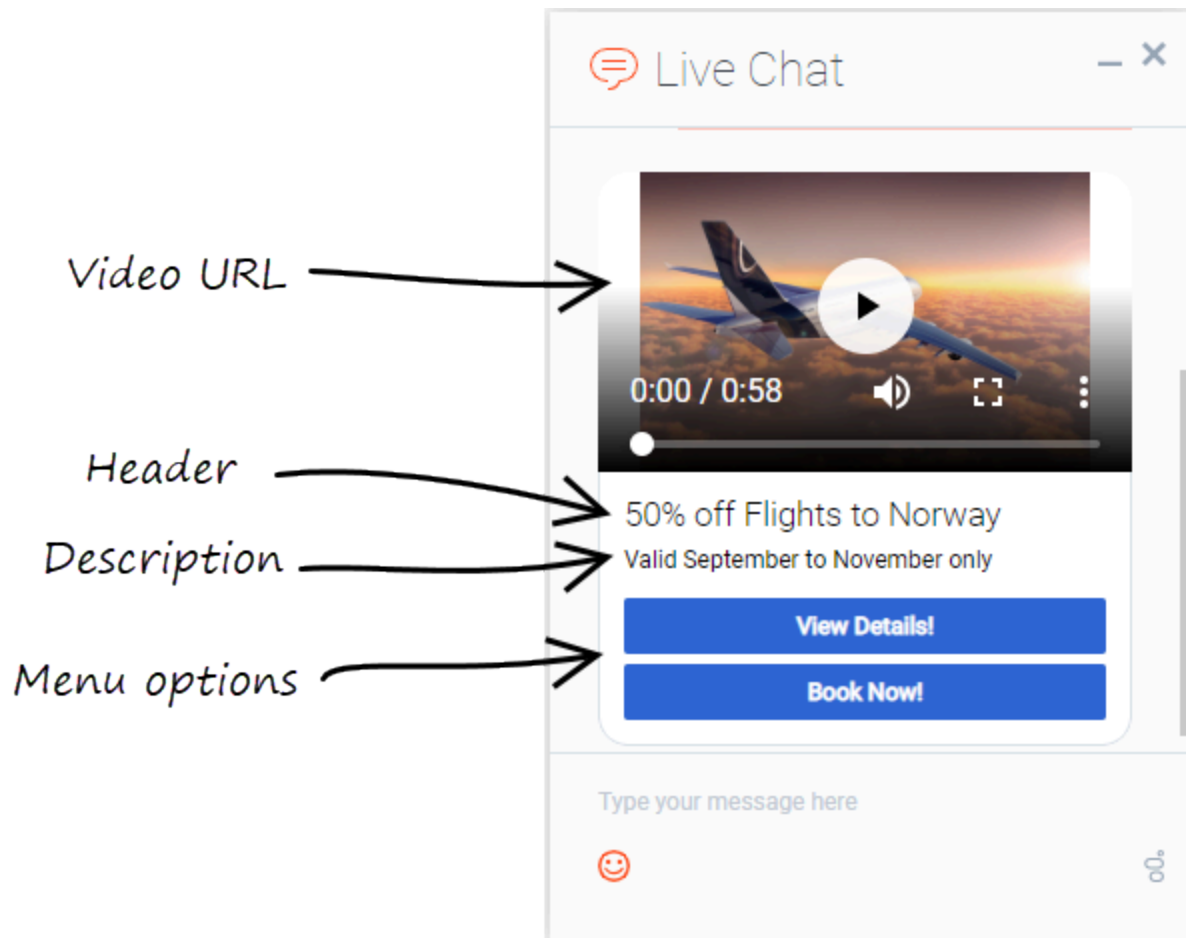 Live Chat
Video URL
0:00 / 0:58
Header
50% off Flights to Norway
Description
Valid September to November only
View Details!
Menu options
Book Now!
Type your message here